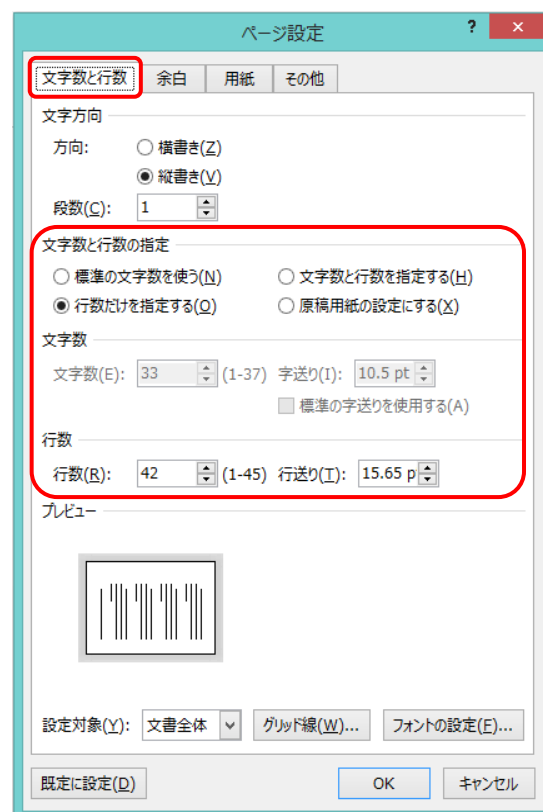 ページ設定 ? ×
文字数と行数 余白 用紙 その他
文字方向
方向: 横書き(Z)
縦書き(V)
段数(C): 1
文字数と行数の指定
標準の文字数を使う(N) 文字数と行数を指定する(H)
行数だけを指定する(O) 原稿用紙の設定にする(X)
文字数
文字数(E): 33 (1-37) 字送り(I): 10.5 pt
標準の字送りを使用する(A)
行数
行数(R): 42 (1-45) 行送り(T): 15.65 p
プレビュー
設定対象(Y): 文書全体 グリッド線(W)... フォントの設定(F)...
既定に設定(D) OK キャンセル